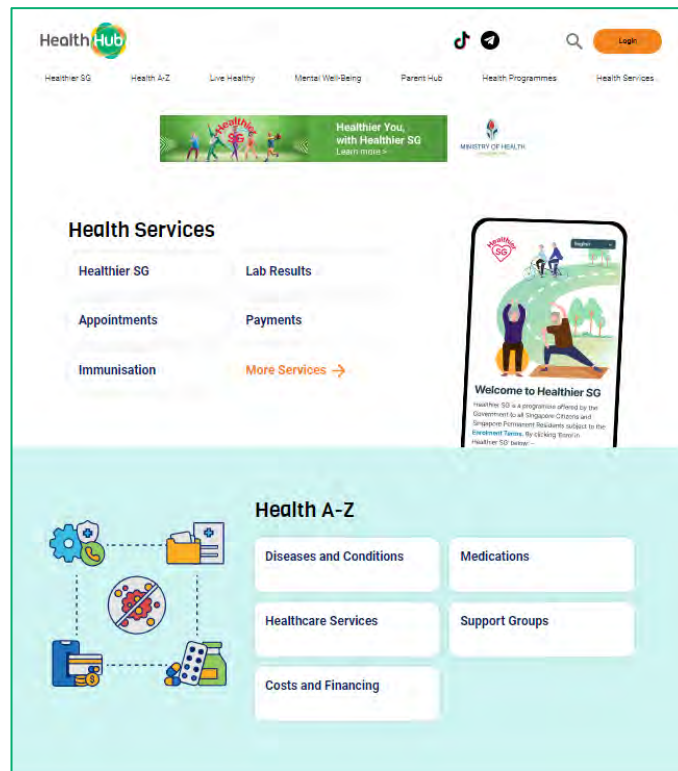 HealthHub
Login
Healthier SG Health A-Z Live Healthy Mental Well-Being Parent Hub Health Programmes Health Services
Healthier SG
Healthier You,
with Healthier SG
Learn more >
MINISTRY OF HEALTH
Health Services
Healthier SG Lab Results
Appointments Payments
Immunisation More Services →
Healthier SG
English
Welcome to Healthier SG
Healthier SG is a programme offered by the
Government to all Singapore Citizens and
Singapore Permanent Residents subject to the
Enrolment Terms. By clicking 'Enrol in
Healthier SG' below: -
Health A-Z
Diseases and Conditions Medications
Healthcare Services Support Groups
Costs and Financing